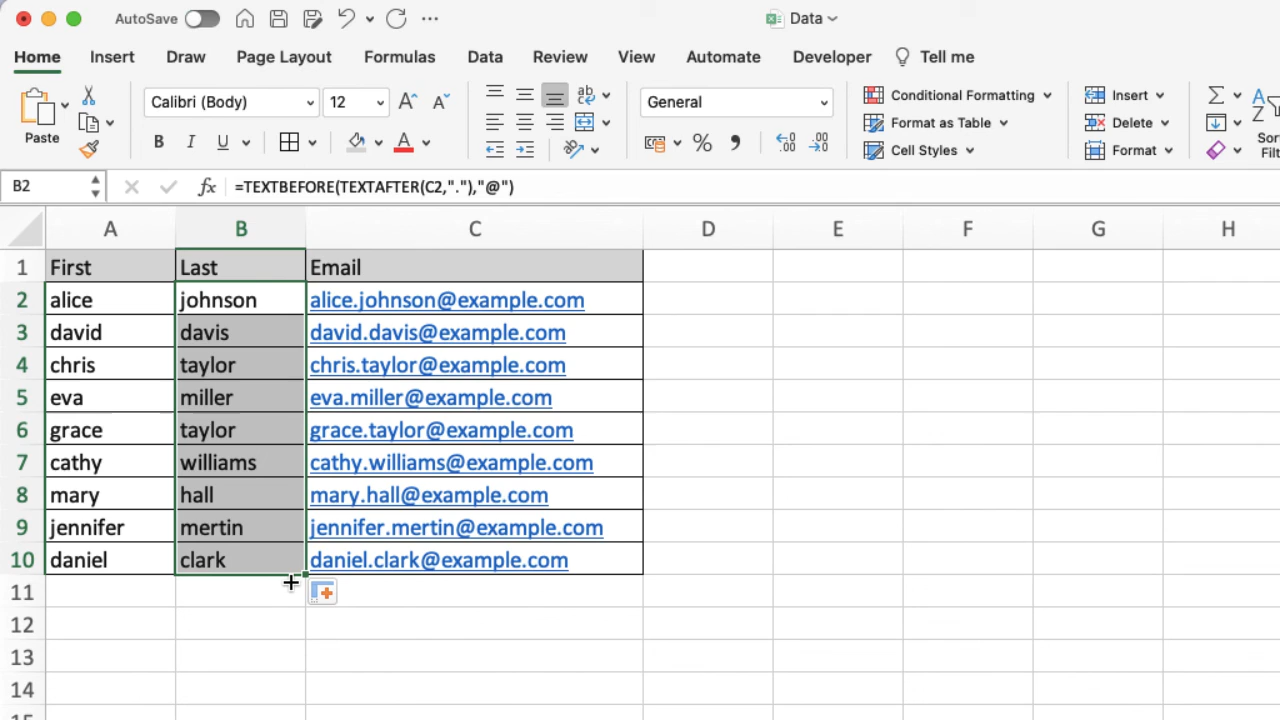 AutoSave
Data
Home Insert Draw Page Layout Formulas Data Review View Automate Developer Tell me
Paste
Calibri (Body) 12 A A
B I U A
ab
General
% 9
.00 .00
Conditional Formatting
Format as Table
Cell Styles
Insert
Delete
Format
B2 fx =TEXTBEFORE(TEXTAFTER(C2,"."),"@")
A B C D E F G H
1 First Last Email
2 alice johnson alice.johnson@example.com
3 david davis david.davis@example.com
4 chris taylor chris.taylor@example.com
5 eva miller eva.miller@example.com
6 grace taylor grace.taylor@example.com
7 cathy williams cathy.williams@example.com
8 mary hall mary.hall@example.com
9 jennifer mertin jennifer.mertin@example.com
10 daniel clark daniel.clark@example.com
11
12
13
14